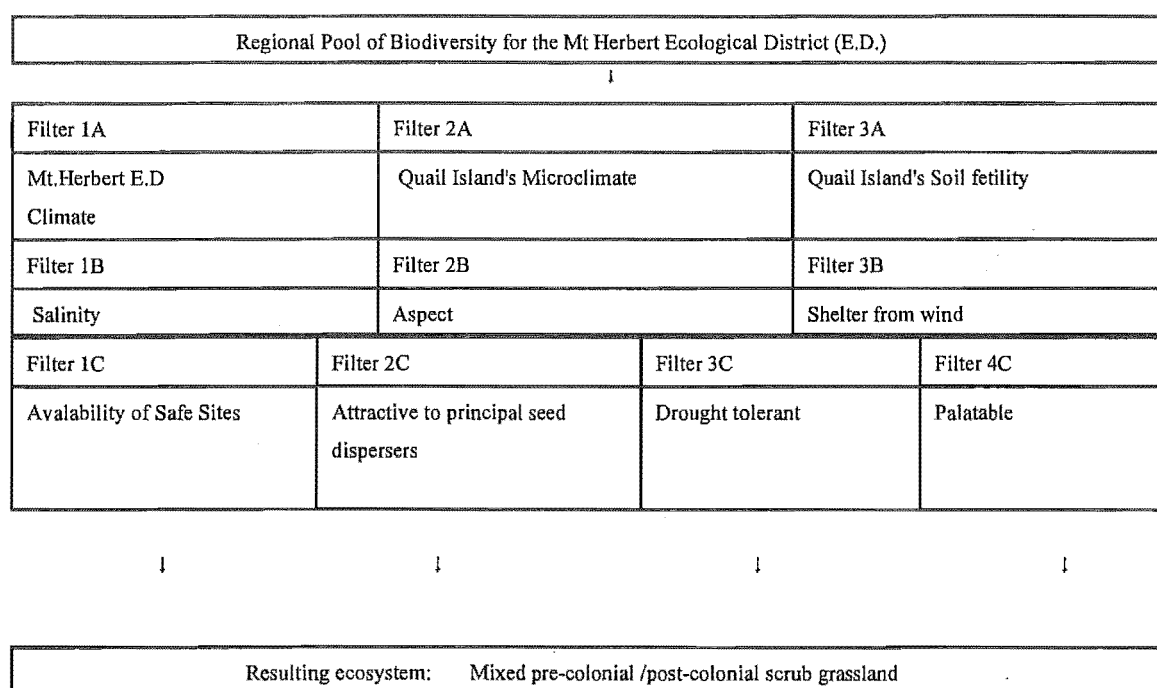 Regional Pool of Biodiversity for the Mt Herbert Ecological District (E.D.)
Filter 1A
Filter 2A
Filter 3A
Mt.Herbert E.D
Climate
Quail Island's Microclimate
Quail Island's Soil fetility
Filter 1B
Filter 2B
Filter 3B
Salinity
Aspect
Shelter from wind
Filter 1C
Filter 2C
Filter 3C
Filter 4C
Avalability of Safe Sites
Attractive to principal seed
dispersers
Drought tolerant
Palatable
Resulting ecosystem: Mixed pre-colonial /post-colonial scrub grassland